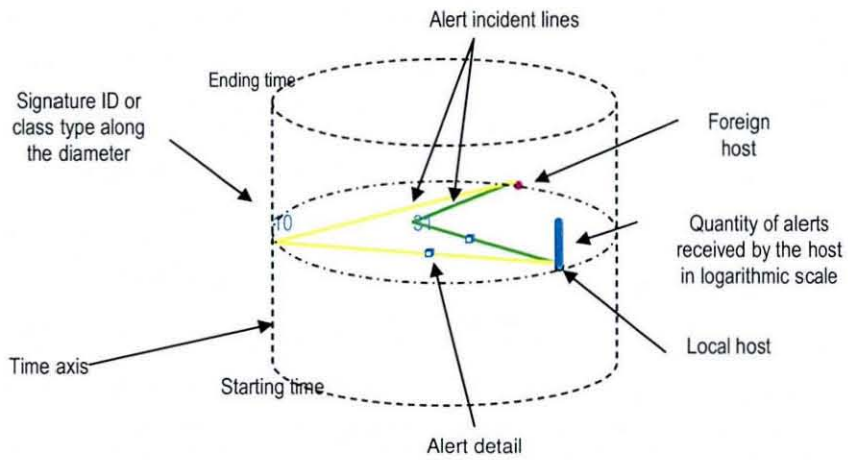 Alert incident lines
Ending time
Signature ID or
class type along
the diameter
Foreign
host
10
31
Quantity of alerts
received by the host
in logarithmic scale
Local host
Time axis
Starting time
Alert detail